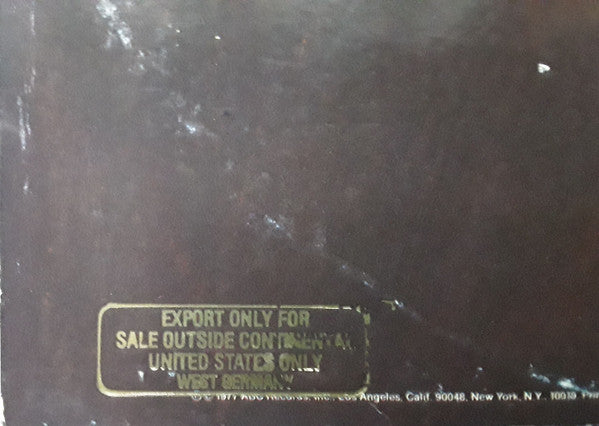 EXPORT ONLY FOR
SALE OUTSIDE CONTINENTAL
UNITED STATES ONLY
WEST GERMANY
© 1977 ABC Records, Inc., Los Angeles, Calif. 90048. New York, N.Y. 10019